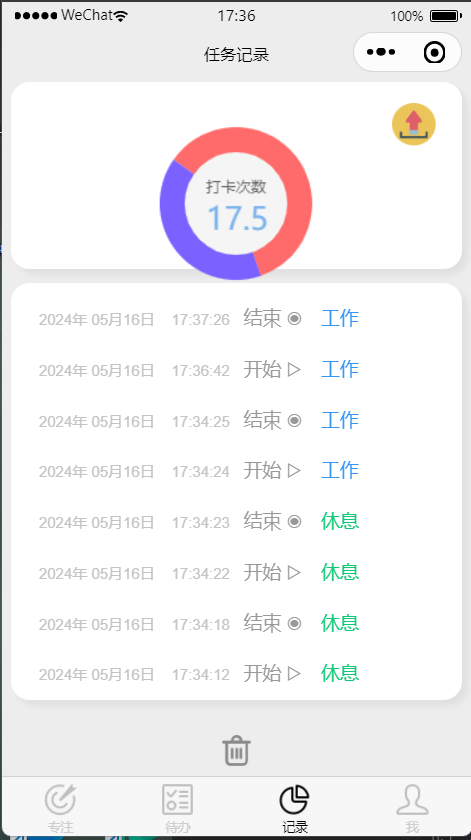 WeChat 17:36 100%
任务记录
打卡次数
17.5
2024年 05月16日 17:37:26 结束 工作
2024年 05月16日 17:36:42 开始 工作
2024年 05月16日 17:34:25 结束 工作
2024年 05月16日 17:34:24 开始 工作
2024年 05月16日 17:34:23 结束 休息
2024年 05月16日 17:34:22 开始 休息
2024年 05月16日 17:34:18 结束 休息
2024年 05月16日 17:34:12 开始 休息
专注 待办 记录 我